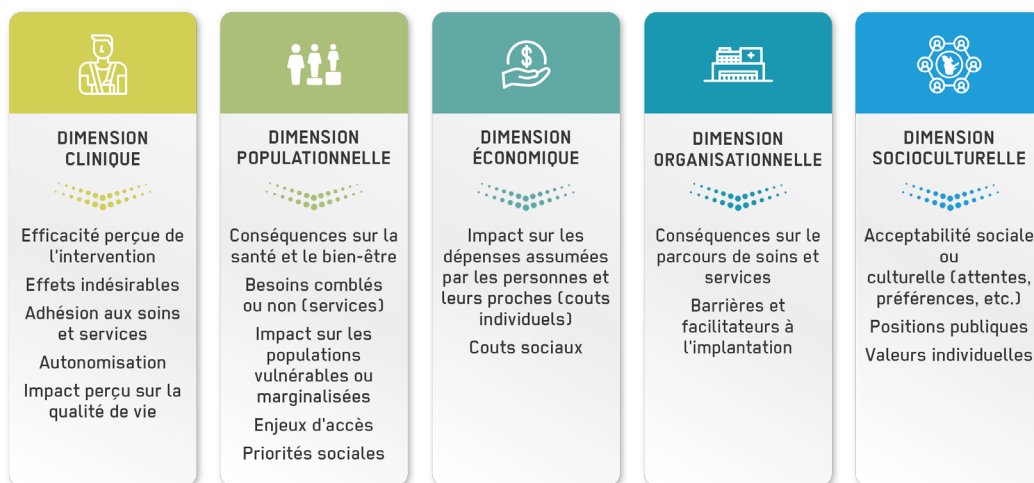 DIMENSION
CLINIQUE
Efficacité perçue de
l'intervention
Effets indésirables
Adhésion aux soins
et services
Autonomisation
Impact perçu sur la
qualité de vie
DIMENSION
POPULATIONNELLE
Conséquences sur la
santé et le bien-être
Besoins comblés
ou non (services)
Impact sur les
populations
vulnérables ou
marginalisées
Enjeux d'accès
Priorités sociales
DIMENSION
ÉCONOMIQUE
Impact sur les
dépenses assumées
par les personnes et
leurs proches (couts
individuels)
Couts sociaux
DIMENSION
ORGANISATIONNELLE
Conséquences sur le
parcours de soins et
services
Barrières et
facilitateurs à
l'implantation
DIMENSION
SOCIOCULTURELLE
Acceptabilité sociale
ou
culturelle (attentes,
préférences, etc.)
Positions publiques
Valeurs individuelles